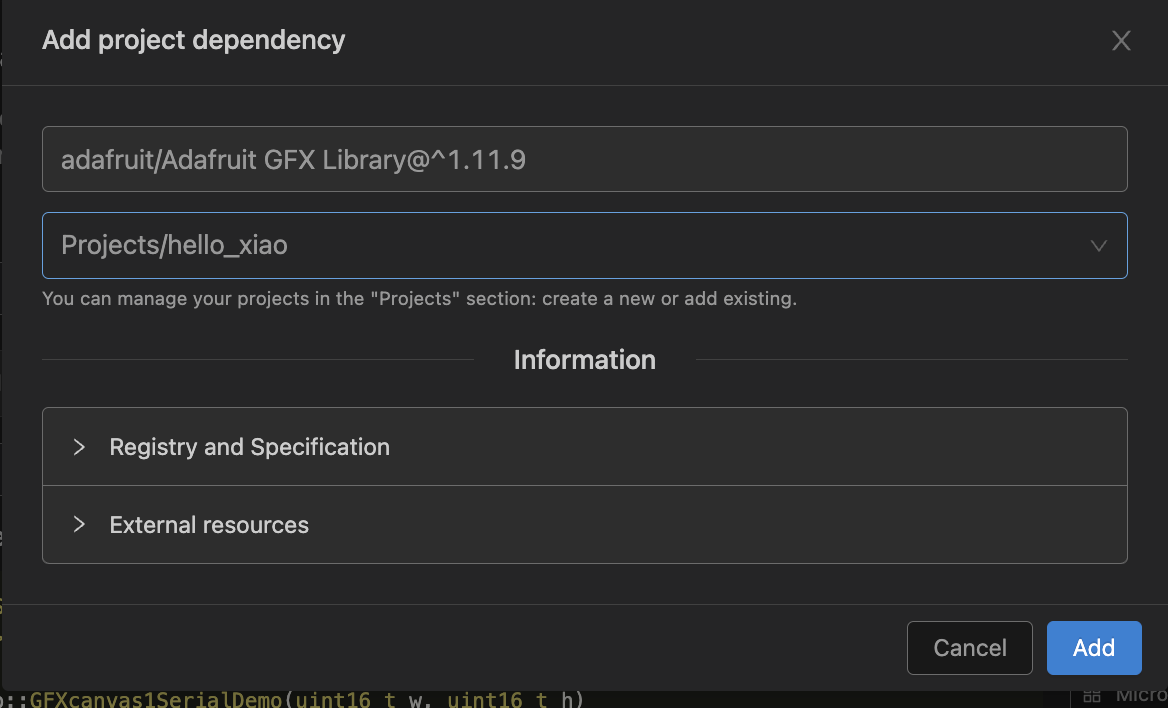 Add project dependency
adafruit/Adafruit GFX Library@^1.11.9
Projects/hello_xiao
You can manage your projects in the "Projects" section: create a new or add existing.
Information
Registry and Specification
External resources
Cancel
Add
::GFXcanvas1SerialDemo(uint16_t w, uint16_t h)
Micro